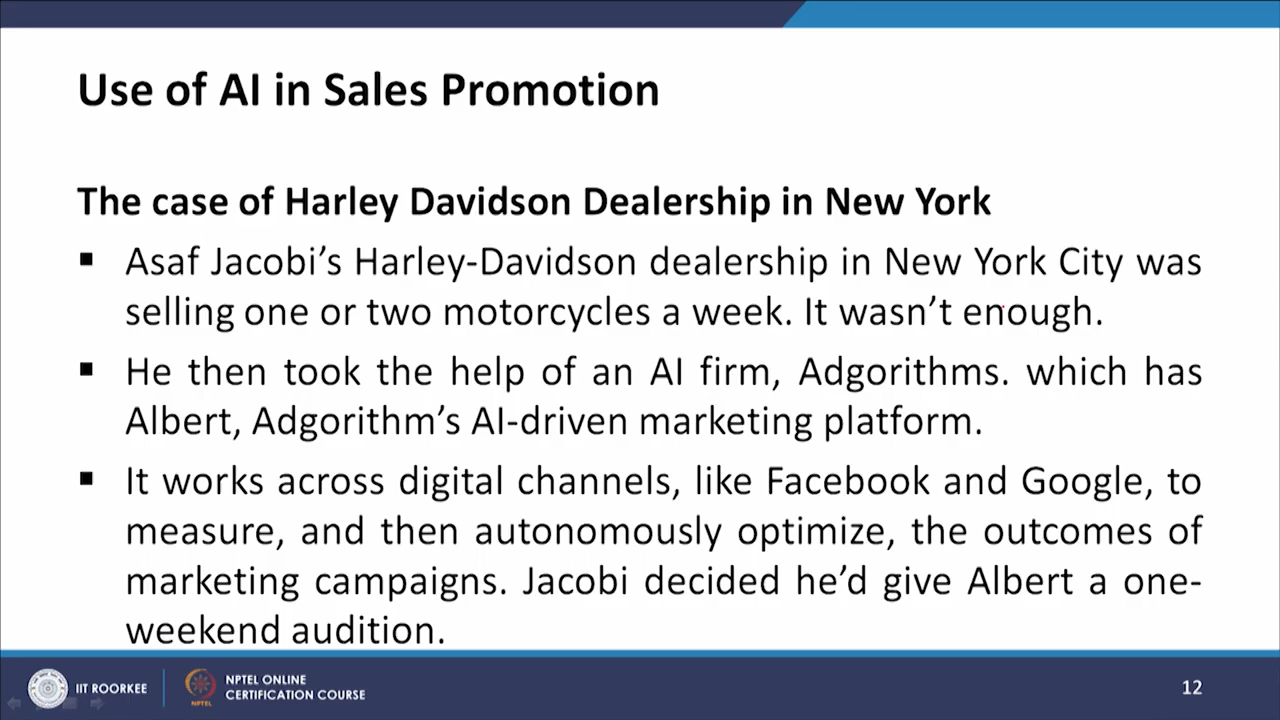 Use of AI in Sales Promotion
The case of Harley Davidson Dealership in New York
▪ Asaf Jacobi’s Harley-Davidson dealership in New York City was
selling one or two motorcycles a week. It wasn’t enough.
▪ He then took the help of an AI firm, Adgorithms. which has
Albert, Adgorithm’s AI-driven marketing platform.
▪ It works across digital channels, like Facebook and Google, to
measure, and then autonomously optimize, the outcomes of
marketing campaigns. Jacobi decided he’d give Albert a one-
weekend audition.
IIT ROORKEE
NPTEL
NPTEL ONLINE
CERTIFICATION COURSE
12